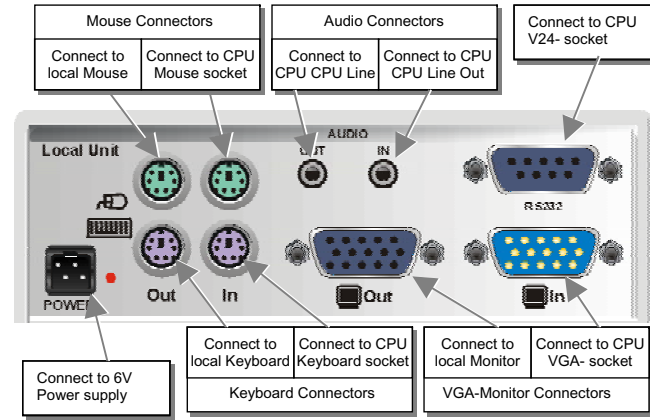 Mouse Connectors
Connect to
local Mouse
Connect to CPU
Mouse socket
Audio Connectors
Connect to
CPU CPU Line
Connect to CPU
CPU Line Out
Connect to CPU
V24- socket
Local Unit
AUDIO
OUT
IN
RS232
POWER
Out
In
Out
In
Connect to 6V
Power supply
Connect to
local Keyboard
Connect to CPU
Keyboard socket
Keyboard Connectors
Connect to
local Monitor
Connect to CPU
VGA- socket
VGA-Monitor Connectors